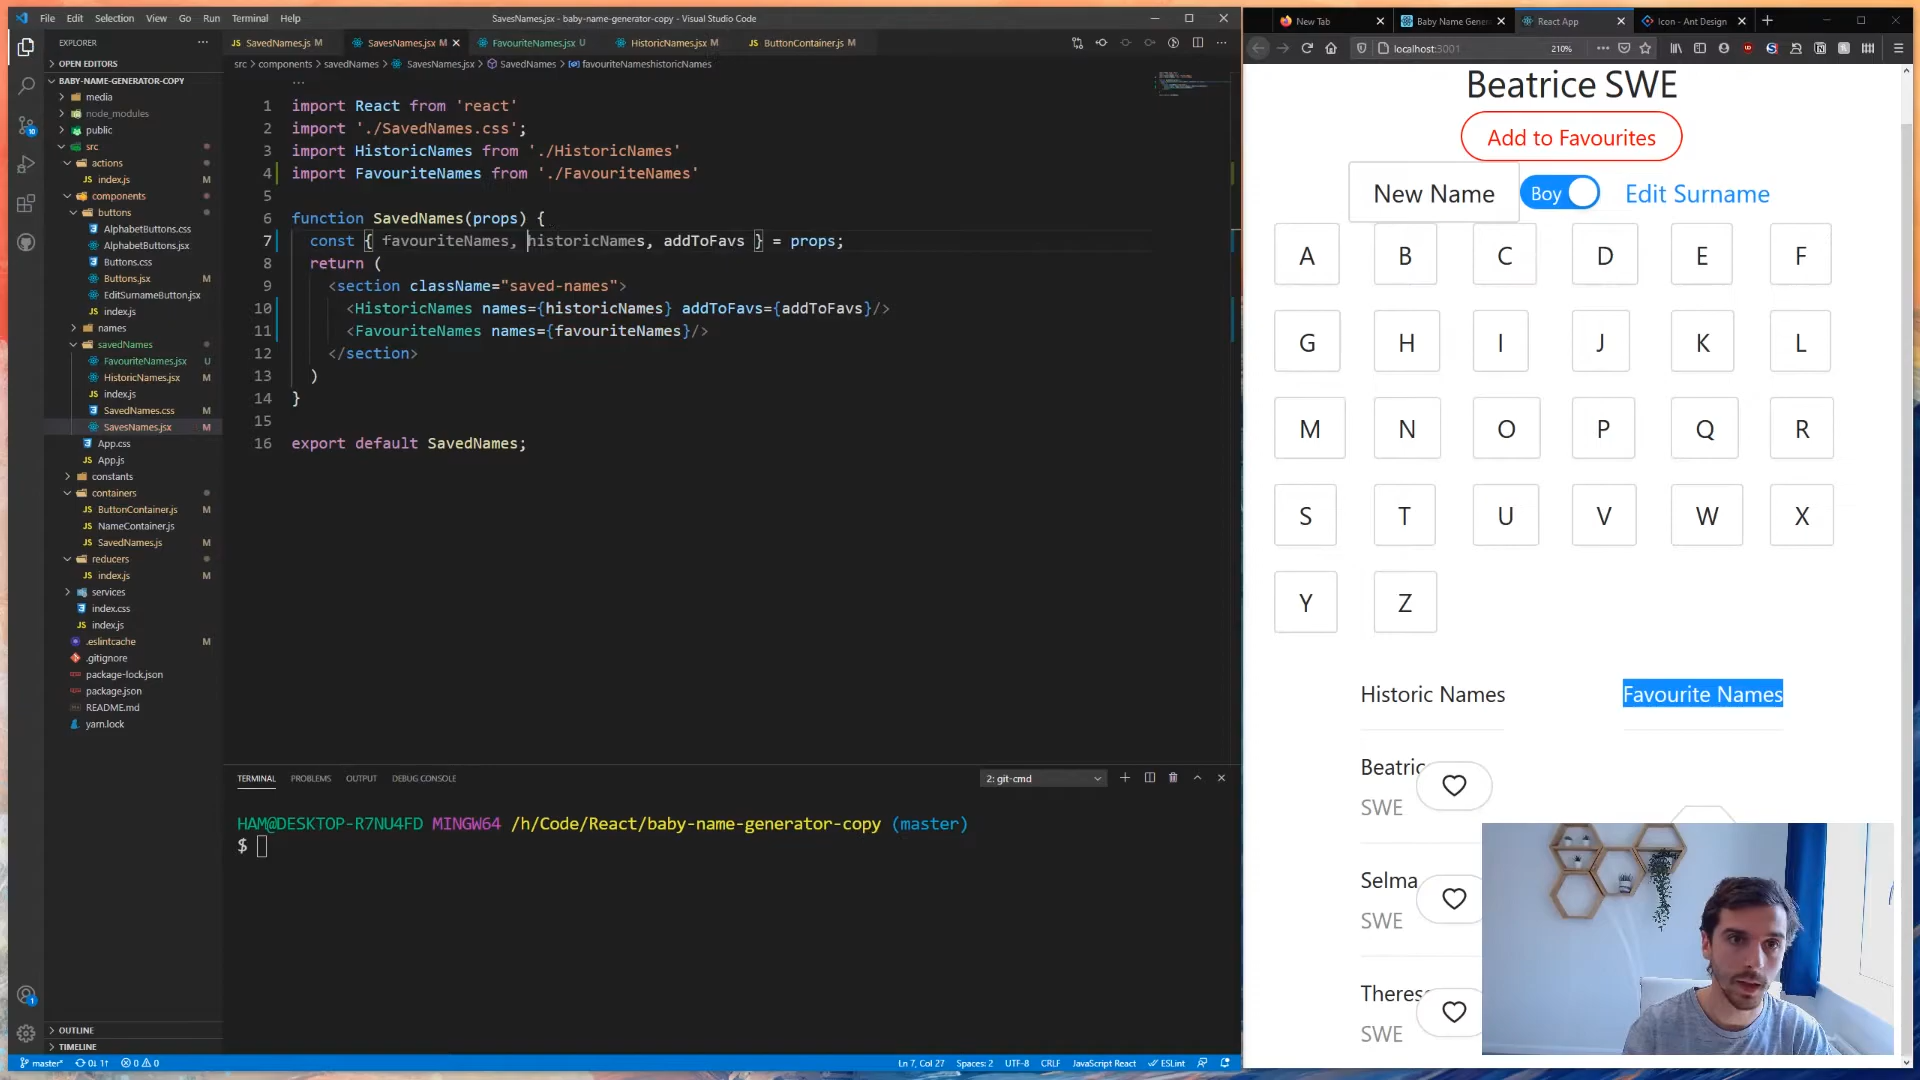 File Edit Selection View Go Run Terminal Help
SavesNames.jsx - baby-name-generator-copy - Visual Studio Code
EXPLORER
OPEN EDITORS
BABY-NAME-GENERATOR-COPY
media
node_modules
public
src
actions
index.js M
components
buttons
AlphabetButtons.css
AlphabetButtons.jsx
Buttons.css
Buttons.jsx M
EditSurnameButton.jsx
index.js
names
savedNames
FavouriteNames.jsx U
HistoricNames.jsx M
index.js
SavedNames.css M
SavesNames.jsx M
App.css
App.js
constants
containers
ButtonContainer.js M
NameContainer.js
SavedNames.js M
reducers
index.js M
services
index.css
index.js
.eslintcache M
.gitignore
package-lock.json
package.json
README.md
yarn.lock
OUTLINE
TIMELINE
SavedNames.js M SavesNames.jsx M FavouriteNames.jsx U HistoricNames.jsx M ButtonContainer.js M
src > components > savedNames > SavesNames.jsx > SavedNames > favouriteNameshistoricNames
1 import React from 'react'
2 import './SavedNames.css';
3 import HistoricNames from './HistoricNames'
4 import FavouriteNames from './FavouriteNames'
5
6 function SavedNames(props) {
7 const { favouriteNames, historicNames, addToFavs } = props;
8 return (
9 <section className="saved-names">
10 <HistoricNames names={historicNames} addToFavs={addToFavs}/>
11 <FavouriteNames names={favouriteNames}/>
12 </section>
13 )
14 }
15
16 export default SavedNames;
TERMINAL PROBLEMS OUTPUT DEBUG CONSOLE
2: git-cmd
HAM@DESKTOP-R7NU4FD MINGW64 /h/Code/React/baby-name-generator-copy (master)
$
master* 0↓ 1↑ 0 0
Ln 7, Col 27 Spaces: 2 UTF-8 CRLF JavaScript React ESLint
New Tab Baby Name Gener React App Icon - Ant Design
localhost:3001 210%
Beatrice SWE
Add to Favourites
New Name Boy Edit Surname
A B C D E F
G H I J K L
M N O P Q R
S T U V W X
Y Z
Historic Names Favourite Names
Beatric
SWE
Selma
SWE
Theres
SWE